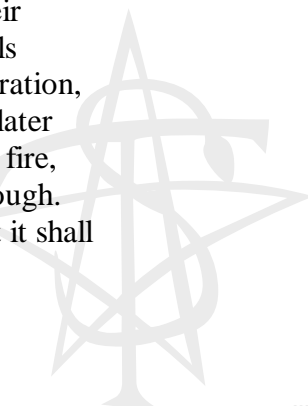 eir
ls
ration,
later
fire,
ough.
it shall